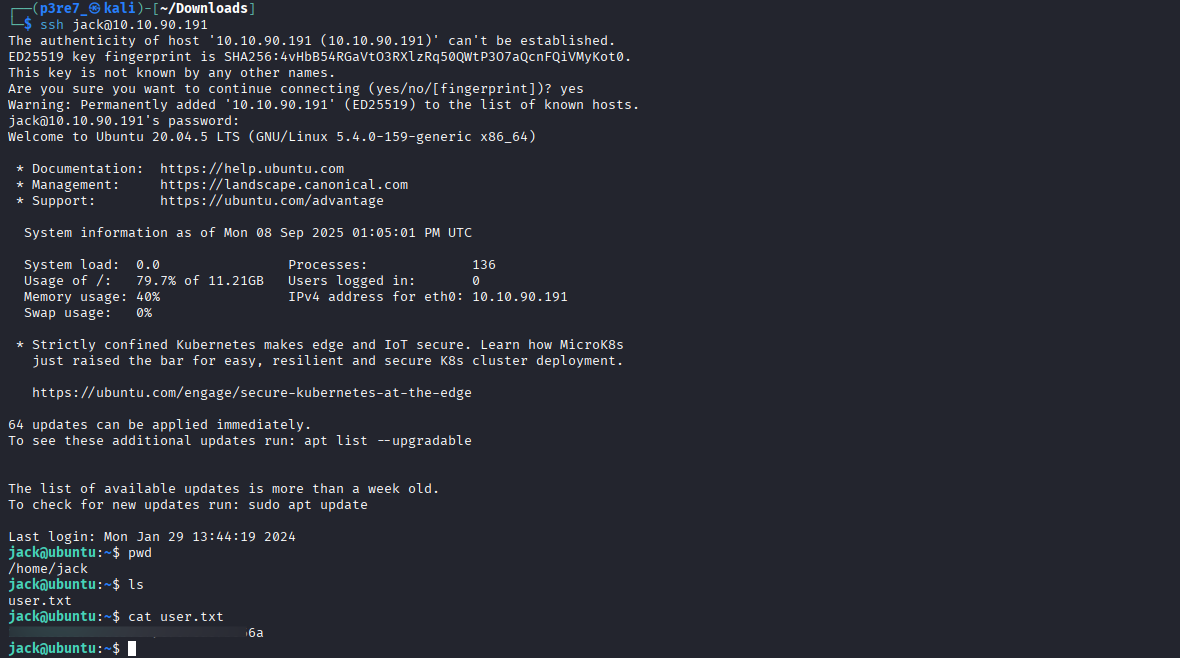 ┌──(p3re7_㉿kali)-[~/Downloads]
└─$ ssh jack@10.10.90.191
The authenticity of host '10.10.90.191 (10.10.90.191)' can't be established.
ED25519 key fingerprint is SHA256:4vHbB54RGaVtO3RXlzRq50QWtP3O7aQcnFQiVMyKot0.
This key is not known by any other names.
Are you sure you want to continue connecting (yes/no/[fingerprint])? yes
Warning: Permanently added '10.10.90.191' (ED25519) to the list of known hosts.
jack@10.10.90.191's password:
Welcome to Ubuntu 20.04.5 LTS (GNU/Linux 5.4.0-159-generic x86_64)
* Documentation:  https://help.ubuntu.com
* Management:     https://landscape.canonical.com
* Support:        https://ubuntu.com/advantage
System information as of Mon 08 Sep 2025 01:05:01 PM UTC
System load:  0.0                Processes:             136
Usage of /:   79.7% of 11.21GB   Users logged in:       0
Memory usage: 40%                IPv4 address for eth0: 10.10.90.191
Swap usage:   0%
* Strictly confined Kubernetes makes edge and IoT secure. Learn how MicroK8s
just raised the bar for easy, resilient and secure K8s cluster deployment.
https://ubuntu.com/engage/secure-kubernetes-at-the-edge
64 updates can be applied immediately.
To see these additional updates run: apt list --upgradable
The list of available updates is more than a week old.
To check for new updates run: sudo apt update
Last login: Mon Jan 29 13:44:19 2024
jack@ubuntu:~$ pwd
/home/jack
jack@ubuntu:~$ ls
user.txt
jack@ubuntu:~$ cat user.txt
6a
jack@ubuntu:~$